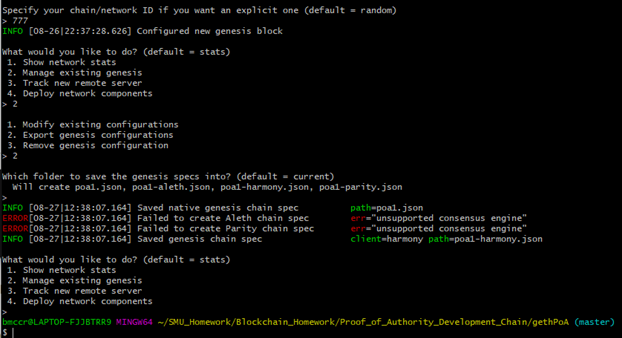 Specify your chain/network ID if you want an explicit one (default = random)
> 777
INFO [08-26|22:37:28.626] Configured new genesis block

What would you like to do? (default = stats)
 1. Show network stats
 2. Manage existing genesis
 3. Track new remote server
 4. Deploy network components
> 2

 1. Modify existing configurations
 2. Export genesis configurations
 3. Remove genesis configuration
> 2

Which folder to save the genesis specs into? (default = current)
  Will create poa1.json, poa1-aleth.json, poa1-harmony.json, poa1-parity.json
>
INFO [08-27|12:38:07.164] Saved native genesis chain spec          path=poa1.json
ERROR[08-27|12:38:07.164] Failed to create Aleth chain spec        err="unsupported consensus engine"
ERROR[08-27|12:38:07.164] Failed to create Parity chain spec       err="unsupported consensus engine"
INFO [08-27|12:38:07.164] Saved genesis chain spec                 client=harmony path=poa1-harmony.json

What would you like to do? (default = stats)
 1. Show network stats
 2. Manage existing genesis
 3. Track new remote server
 4. Deploy network components
>
bmccr@LAPTOP-FJJBTRR9 MINGW64 ~/SMU_Homework/Blockchain_Homework/Proof_of_Authority_Development_Chain/gethPoA (master)
$